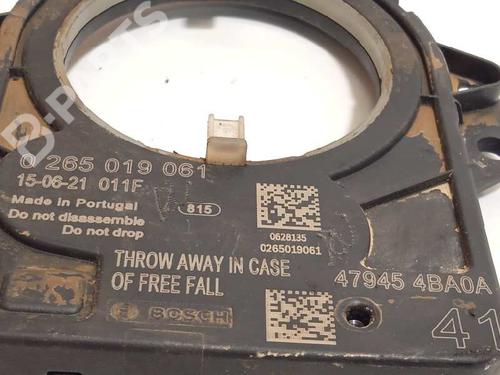 B-Parts
0 265 019 061
15-06-21 011F
Made in Portugal
Do not disassemble
Do not drop
815
0628135
0265019061
THROW AWAY IN CASE
OF FREE FALL
47945 4BA0A
BOSCH
41